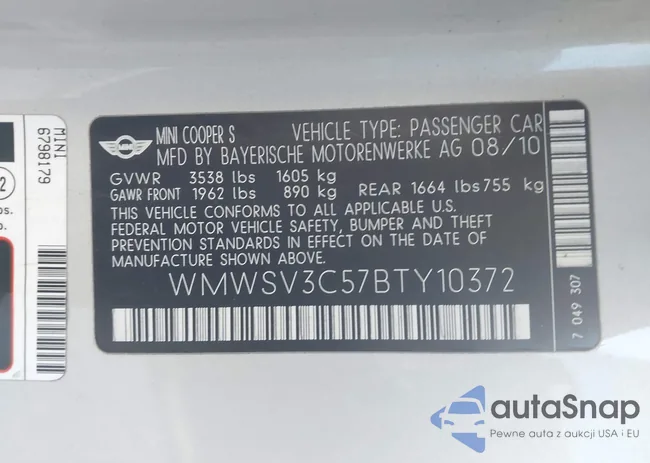 MINI
6798179
MINI
MINI COOPER S VEHICLE TYPE: PASSENGER CAR
MFD BY BAYERISCHE MOTORENWERKE AG 08/10
GVWR 3538 lbs 1605 kg
GAWR FRONT 1962 lbs 890 kg REAR 1664 lbs 755 kg
THIS VEHICLE CONFORMS TO ALL APPLICABLE U.S.
FEDERAL MOTOR VEHICLE SAFETY, BUMPER AND THEFT
PREVENTION STANDARDS IN EFFECT ON THE DATE OF
MANUFACTURE SHOWN ABOVE.
WMWSV3C57BTY10372
7 049 307
autaSnap
Pewne auta z aukcji USA i EU